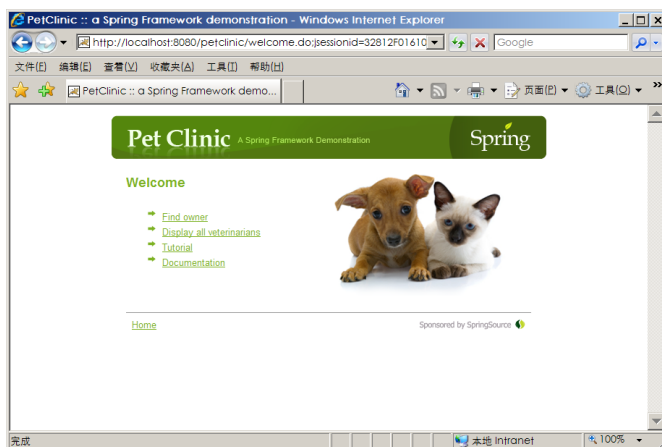 PetClinic :: a Spring Framework demonstration - Windows Internet Explorer
http://localhost:8080/petclinic/welcome.do;jsessionid=32812F01610
Google
文件(F) 编辑(E) 查看(V) 收藏夹(A) 工具(T) 帮助(H)
PetClinic :: a Spring Framework demo...
页面(P) 工具(O)
Pet Clinic A Spring Framework Demonstration Spring
Welcome
Find owner
Display all veterinarians
Tutorial
Documentation
Home
Sponsored by SpringSource
完成
本地 Intranet
100%